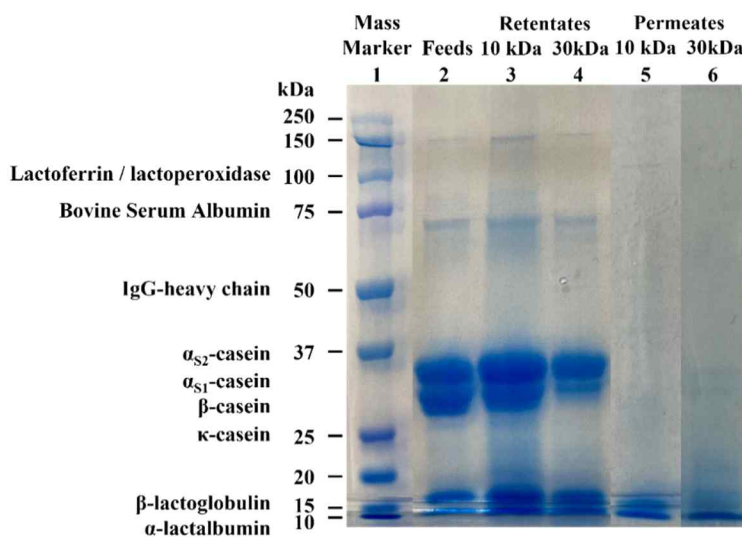 Mass Retentates Permeates
Marker Feeds 10 kDa 30kDa 10 kDa 30kDa
1 2 3 4 5 6
kDa
250
150
Lactoferrin / lactoperoxidase 100
Bovine Serum Albumin 75
IgG-heavy chain 50
37
αS2-casein
αS1-casein
β-casein
κ-casein 25
20
β-lactoglobulin 15
α-lactalbumin 10